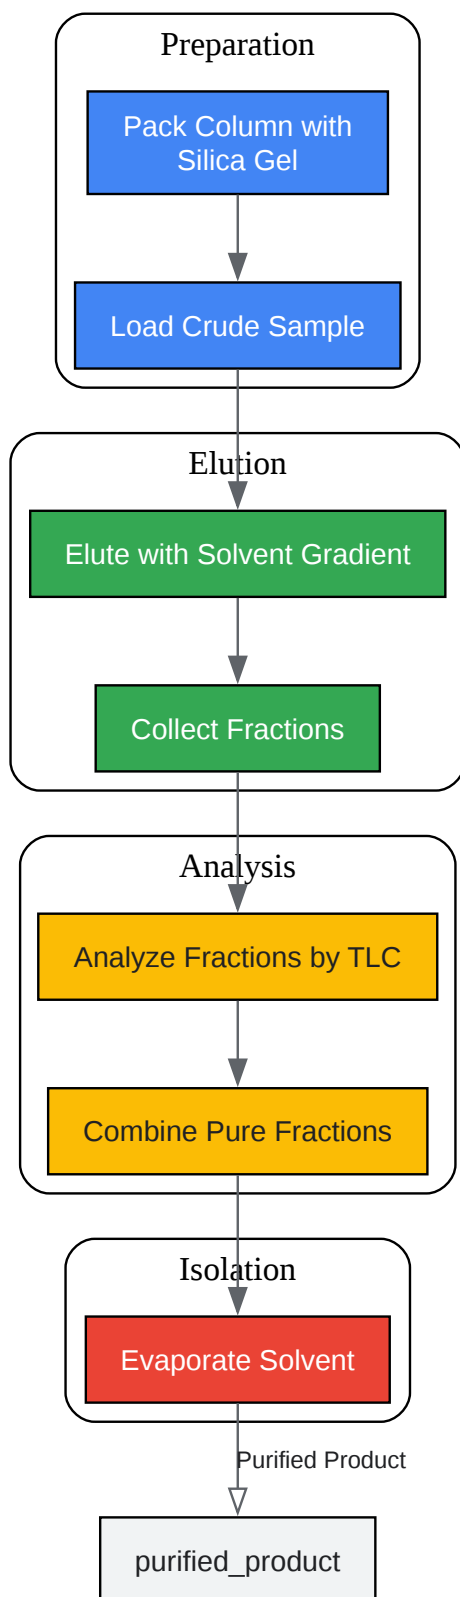 Preparation
Pack Column with
Silica Gel
Load Crude Sample
Elution
Elute with Solvent Gradient
Collect Fractions
Analysis
Analyze Fractions by TLC
Combine Pure Fractions
Isolation
Evaporate Solvent
Purified Product
purified_product